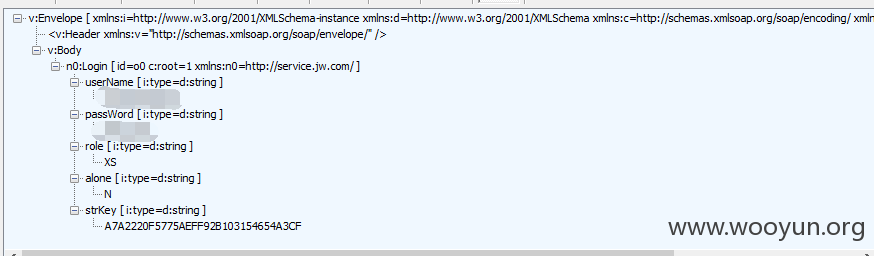 v:Envelope [ xmlns:i=http://www.w3.org/2001/XMLSchema-instance xmlns:d=http://www.w3.org/2001/XMLSchema xmlns:c=http://schemas.xmlsoap.org/soap/encoding/ xmln
<v:Header xmlns:v="http://schemas.xmlsoap.org/soap/envelope/" />
v:Body
n0:Login [ id=o0 c:root=1 xmlns:n0=http://service.jw.com/ ]
userName [ i:type=d:string ]
passWord [ i:type=d:string ]
role [ i:type=d:string ]
XS
alone [ i:type=d:string ]
N
strKey [ i:type=d:string ]
A7A2220F5775AEFF92B103154654A3CF
www.wooyun.org